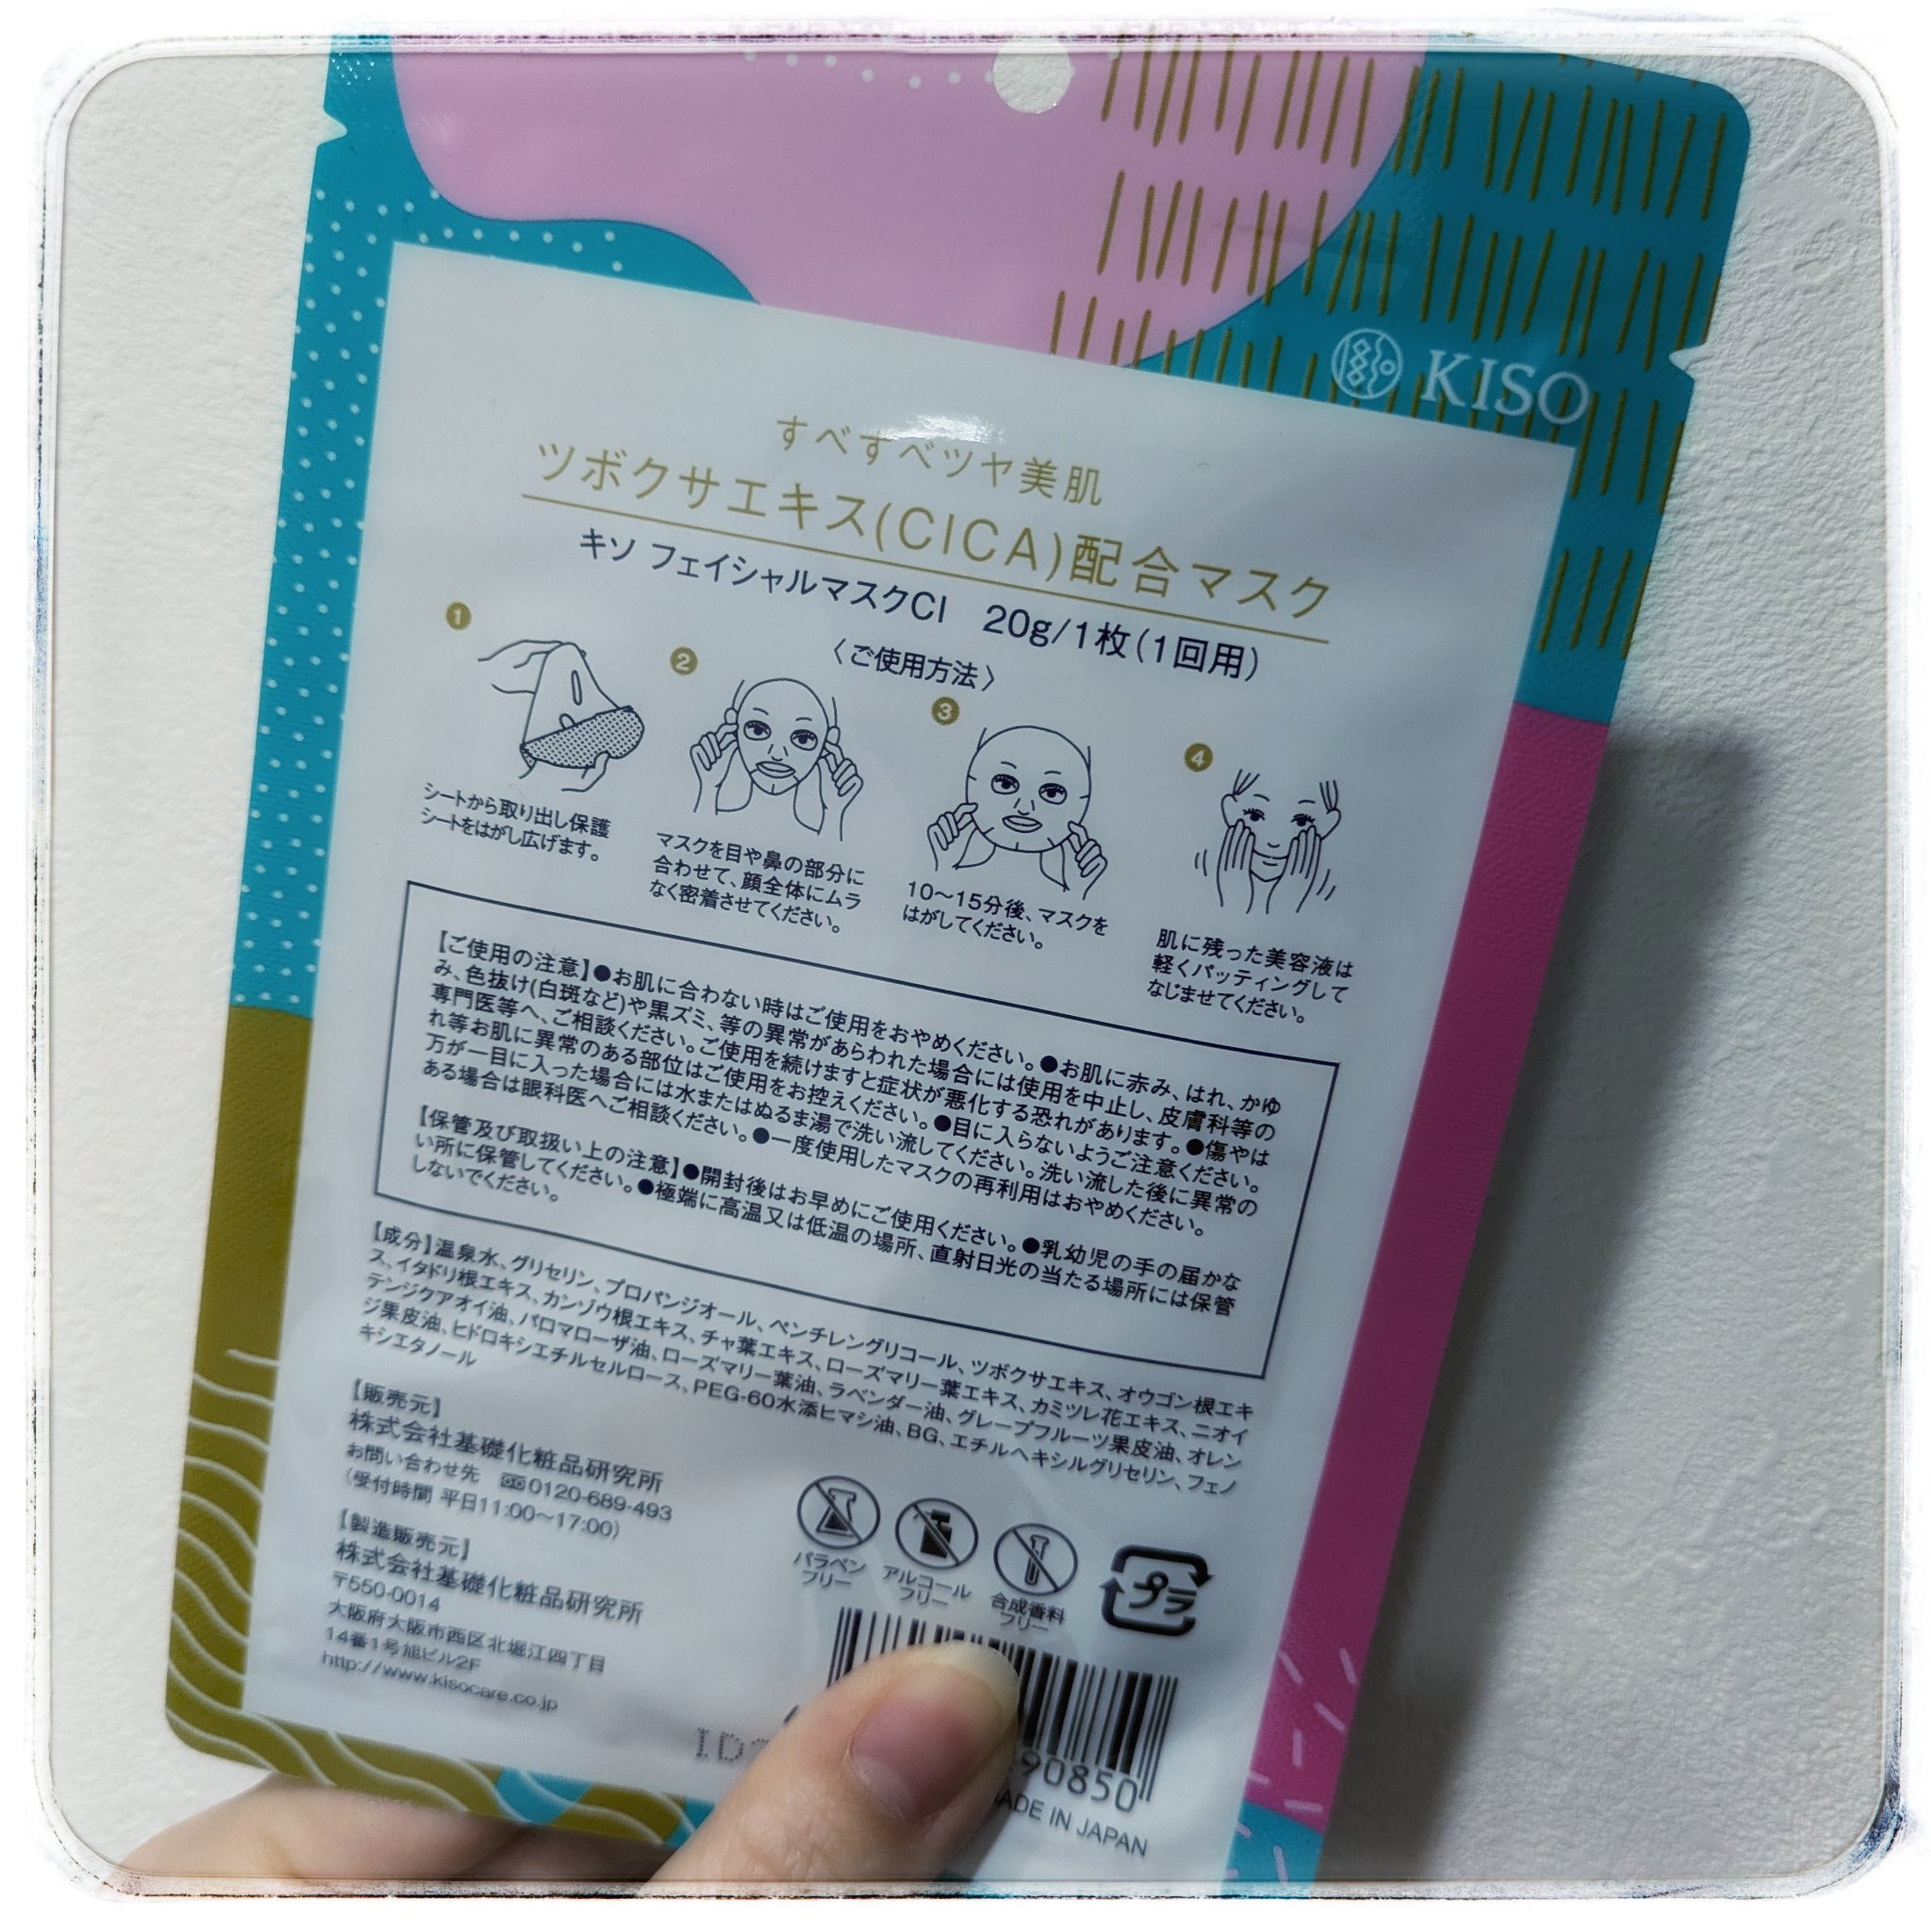 KISO
すべすべツヤ美肌
ツボクサエキス(CICA)配合マスク
キソ フェイシャルマスクCI 20g/1枚(1回用)
〈ご使用方法〉
1
シートから取り出し保護
シートをはがし広げます。
2
マスクを目や鼻の部分に
合わせて、顔全体にムラ
なく密着させてください。
3
10〜15分後、マスクを
はがしてください。
4
肌に残った美容液は
軽くパッティングして
なじませてください。
【ご使用の注意】●お肌に合わない時はご使用をおやめください。●お肌に赤み、はれ、かゆ
み、色抜け(白斑など)や黒ズミ、等の異常があらわれた場合には使用を中止し、皮膚科等の
専門医等へ、ご相談ください。ご使用を続けますと症状が悪化する恐れがあります。●傷やは
れ等お肌に異常のある部位はご使用をお控えください。●目に入らないようご注意ください。
万が一目に入った場合には水またはぬるま湯で洗い流してください。洗い流した後に異常の
ある場合は眼科医へご相談ください。●一度使用したマスクの再利用はおやめください。
【保管及び取扱い上の注意】●開封後はお早めにご使用ください。●乳幼児の手の届かな
い所に保管してください。●極端に高温又は低温の場所、直射日光の当たる場所には保管
しないでください。
【成分】温泉水、グリセリン、プロパンジオール、ペンチレングリコール、ツボクサエキス、オウゴン根エキ
ス、イタドリ根エキス、カンゾウ根エキス、チャ葉エキス、ローズマリー葉エキス、カミツレ花エキス、ニオイ
テンジクアオイ油、パロマローザ油、ローズマリー葉油、ラベンダー油、グレープフルーツ果皮油、オレン
ジ果皮油、ヒドロキシエチルセルロース、PEG-60水添ヒマシ油、BG、エチルヘキシルグリセリン、フェノ
キシエタノール
【販売元】
株式会社基礎化粧品研究所
お問い合わせ先 0120-689-493
(受付時間 平日11:00〜17:00)
【製造販売元】
株式会社基礎化粧品研究所
〒550-0014
大阪府大阪市西区北堀江四丁目
14番1号旭ビル2F
http://www.kisocare.co.jp
パラベン
フリー
アルコール
フリー
合成香料
フリー
プラ
90850
MADE IN JAPAN